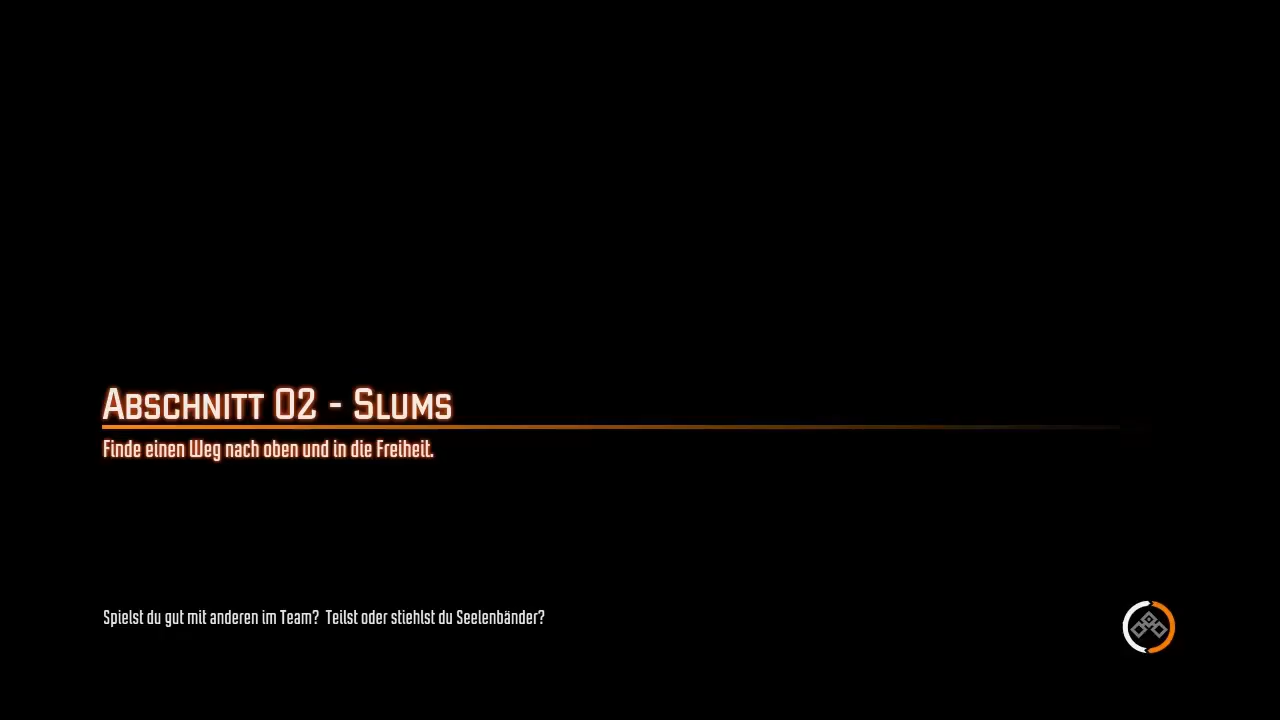 Abschnitt 02 - Slums
Finde einen Weg nach oben und in die Freiheit.
Spielst du gut mit anderen im Team? Teilst oder stiehlst du Seelenbänder?